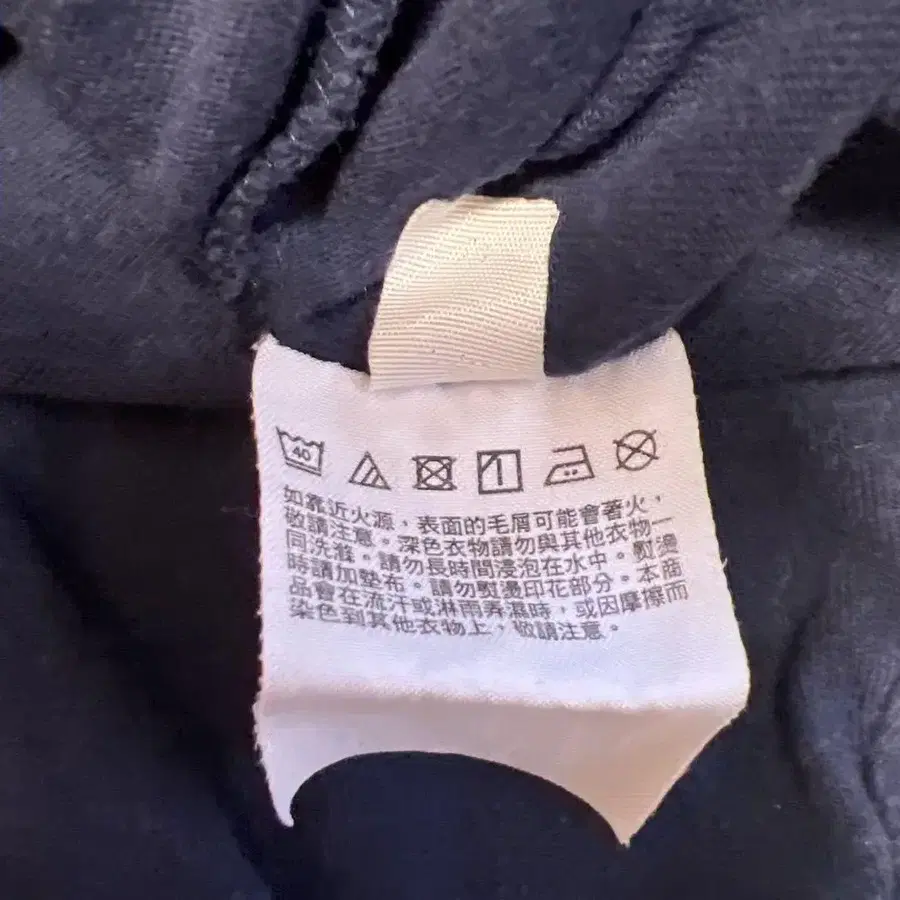 40
如靠近火源，表面的毛屑可能會著火，
敬請注意。深色衣物請勿與其他衣物一
同洗滌。請勿長時間浸泡在水中。熨燙
時請加墊布。請勿熨燙印花部分。本商
品會在流汗或淋雨弄濕時，或因摩擦而
染色到其他衣物上，敬請注意。